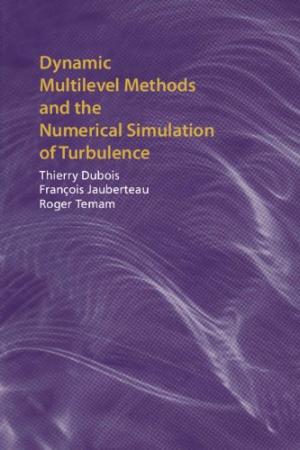 Dynamic
Multilevel Methods
and the
Numerical Simulation
of Turbulence
Thierry Dubois
François Jauberteau
Roger Temam